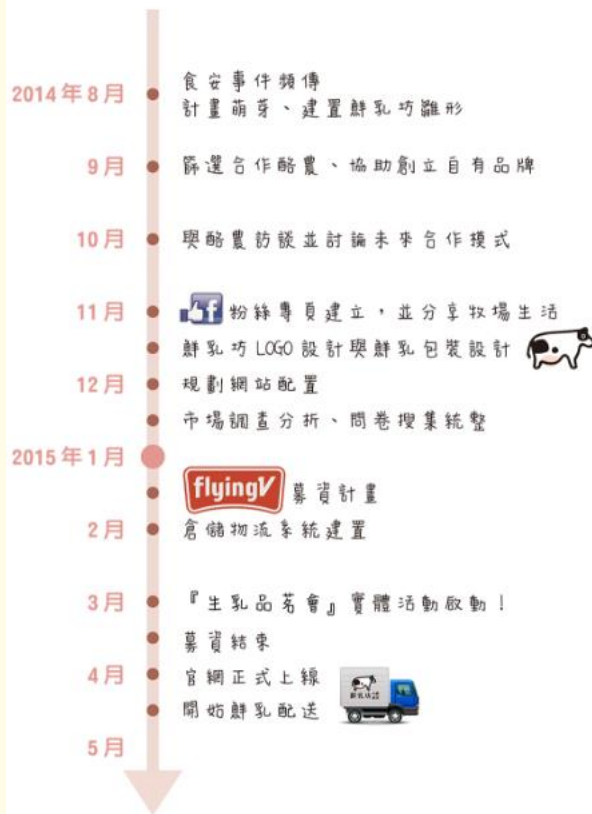 2014年8月
食安事件頻傳
計畫萌芽、建置鮮乳坊雛形
9月
篩選合作酪農、協助創立自有品牌
10月
與酪農訪談並討論未來合作模式
11月
f 粉絲專頁建立，並分享牧場生活
鮮乳坊 LOGO 設計與鮮乳包裝設計
12月
規劃網站配置
市場調查分折、問卷搜集統整
2015年1月
flyingV 募資計畫
2月
倉儲物流系統建置
3月
『生乳品茗會』實體活動啟動！
募資結束
4月
官網正式上線
開始鮮乳配送
5月